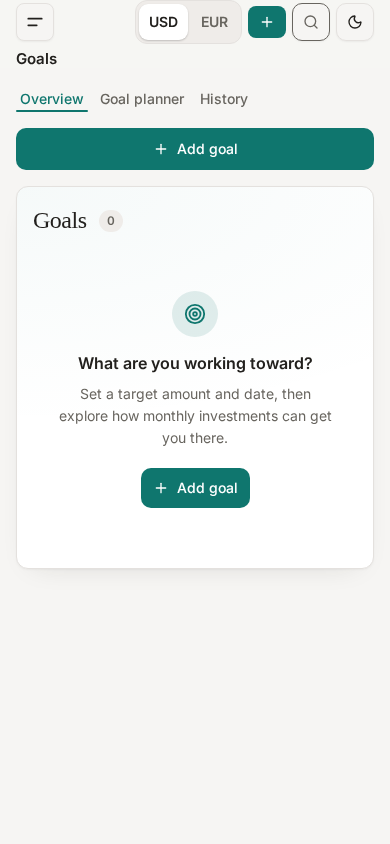 USD EUR
Goals
Overview Goal planner History
Add goal
Goals 0
What are you working toward?
Set a target amount and date, then
explore how monthly investments can get
you there.
Add goal